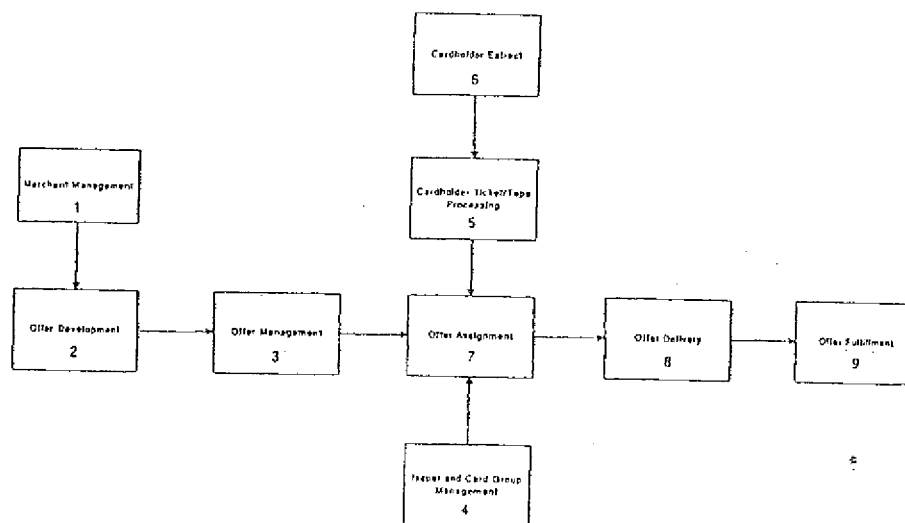 Cardholder Extract
6
Merchant Management
1
Cardholder Ticket/Tape
Processing
5
Offer Development
2
Offer Management
3
Offer Assignment
7
Offer Delivery
8
Offer Fulfillment
9
Issuer and Card Group
Management
4